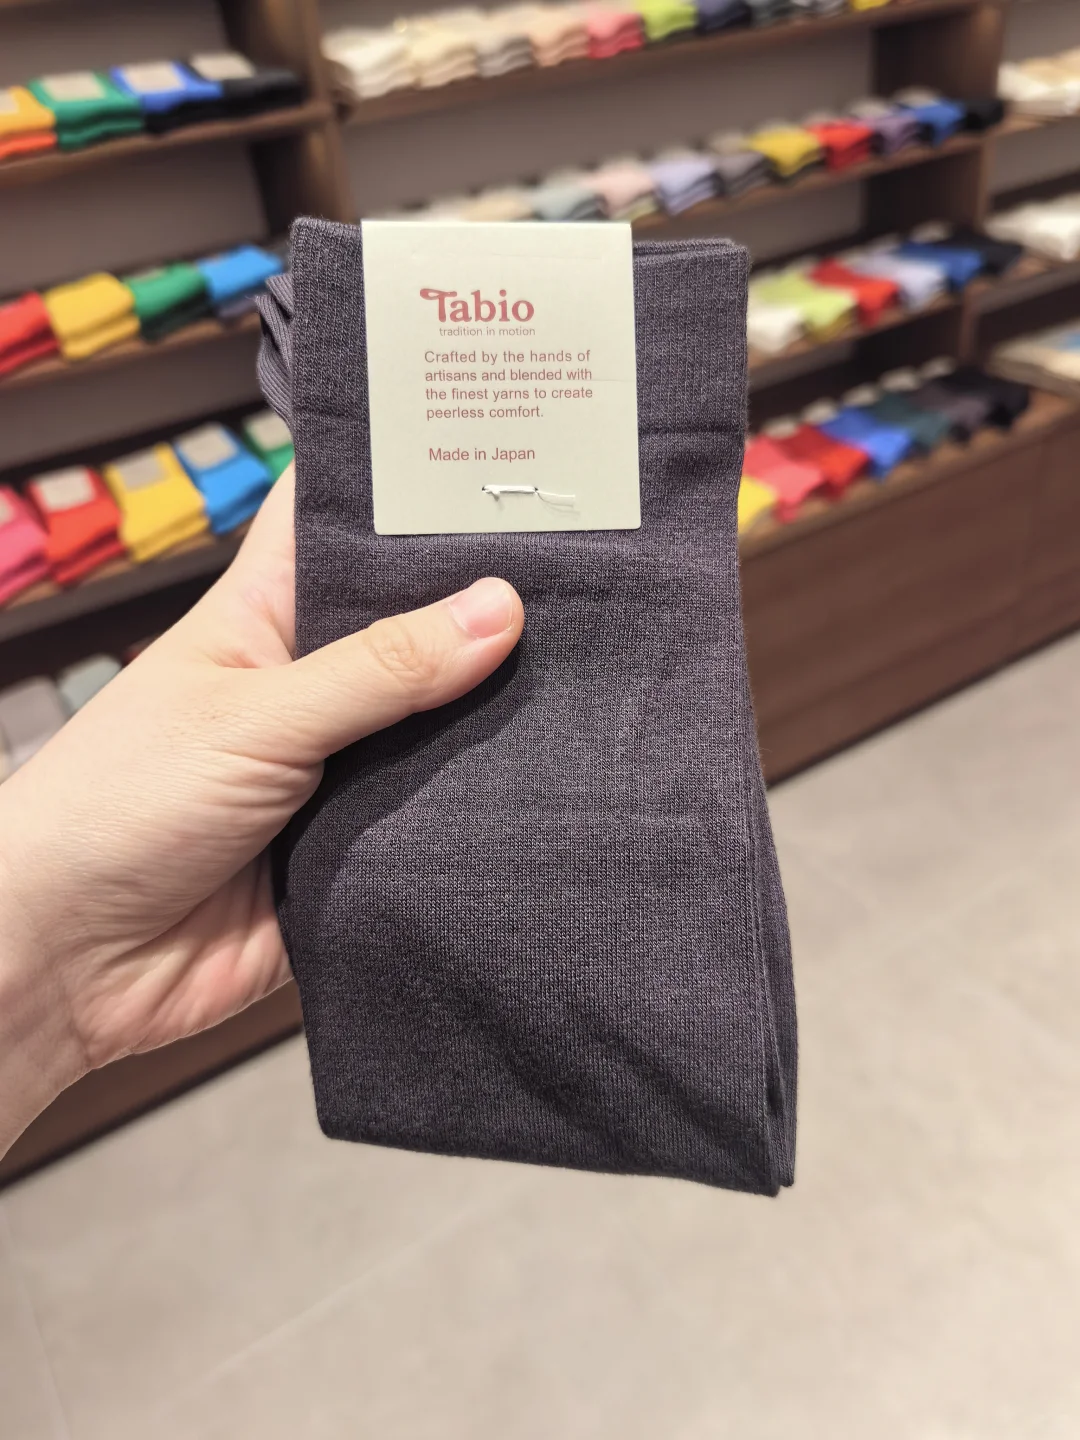 Tabio
tradition in motion
Crafted by the hands of
artisans and blended with
the finest yarns to create
peerless comfort.
Made in Japan